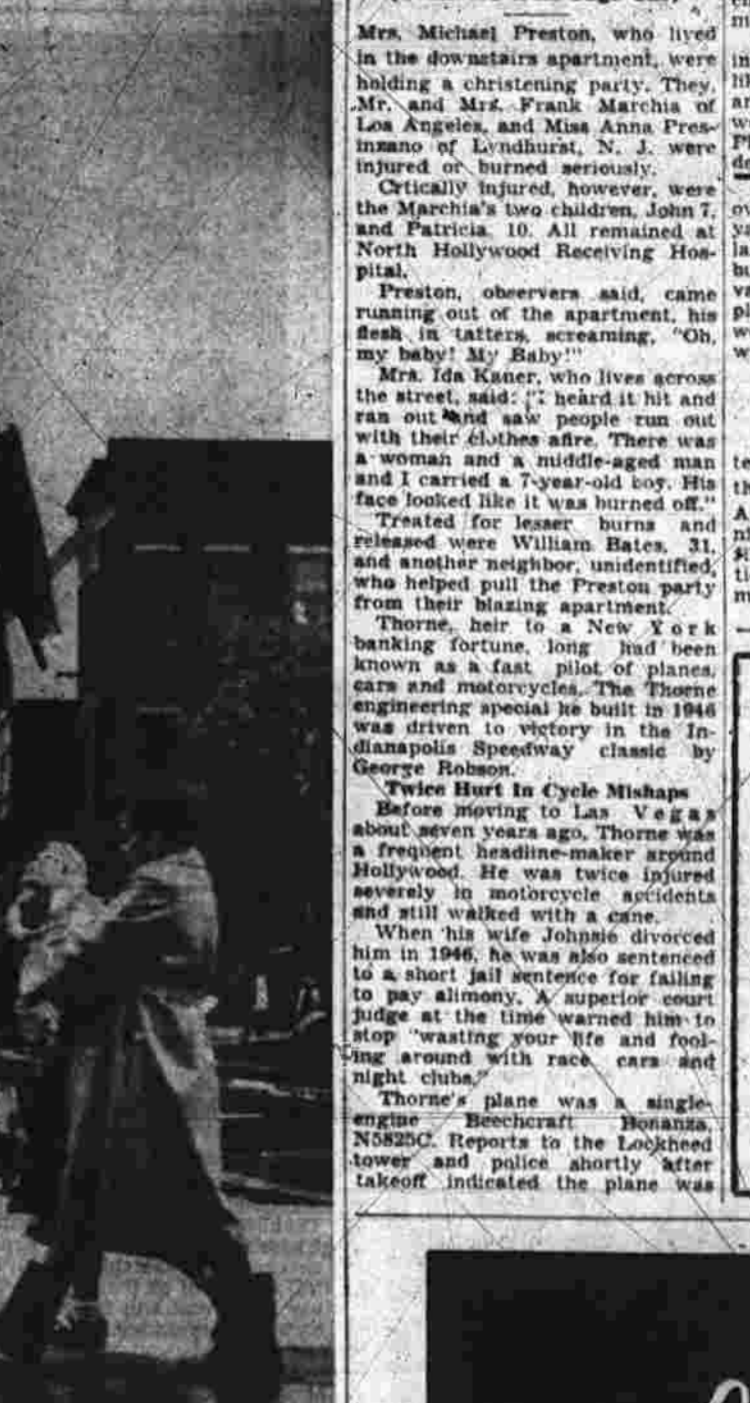 Mrs. Michael Preston, who lived
in the downstairs apartment, were
holding a christening party. They,
Mr. and Mrs. Frank Marchia of
Los Angeles, and Miss Anna Pres-
inzano of Lyndhurst, N. J. were
injured or burned seriously.
Crtically injured, however, were
the Marchia's two children, John 7,
and Patricia, 10. All remained at
North Hollywood Receiving Hos-
pital.
Preston, observers said, came
running out of the apartment, his
flesh in tatters, screaming, "Oh,
my baby! My Baby!"
Mrs. Ida Kaner, who lives across
the street, said: "I heard it hit and
ran out and saw people run out
with their clothes afire. There was
a woman and a middle-aged man
and I carried a 7-year-old boy. His
face looked like it was burned off."
Treated for lesser burns and
released were William Bates, 31,
and another neighbor, unidentified,
who helped pull the Preston party
from their blazing apartment.
Thorne, heir to a New York
banking fortune, long had been
known as a fast pilot of planes,
cars and motorcycles. The Thorne
engineering special he built in 1946
was driven to victory in the In-
dianapolis Speedway classic by
George Robson.
Twice Hurt In Cycle Mishaps
Before moving to Las Vegas
about seven years ago, Thorne was
a frequent headline-maker around
Hollywood. He was twice injured
severely in motorcycle accidents
and still walked with a cane.
When his wife Johnsie divorced
him in 1946, he was also sentenced
to a short jail sentence for failing
to pay alimony. A superior court
judge at the time warned him to
stop "wasting your life and fool-
ing around with race cars and
night clubs."
Thorne's plane was a single-
engine Beechcraft Bonanza,
N5825C. Reports to the Lockheed
tower and police shortly after
takeoff indicated the plane was